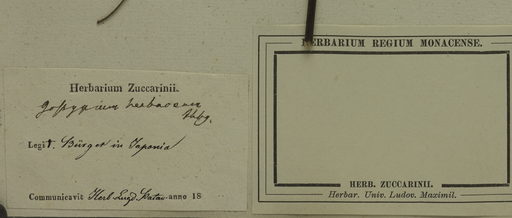 Herbarium Zuccarinii.
Gossypium herbaceum
Thbg.
Legit. Bürger in Japonia
Communicavit Herb. Lugd. Batav. anno 18
HERBARIUM REGIUM MONACENSE.
HERB. ZUCCARINII.
Herbar. Univ. Ludov. Maximil.